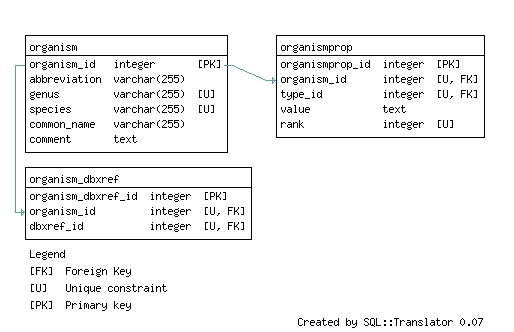 organism
organism_id integer [PK]
abbreviation varchar(255)
genus varchar(255) [U]
species varchar(255) [U]
common_name varchar(255)
comment text
organismprop
organismprop_id integer [PK]
organism_id integer [U, FK]
type_id integer [U, FK]
value text
rank integer [U]
organism_dbxref
organism_dbxref_id integer [PK]
organism_id integer [U, FK]
dbxref_id integer [U, FK]
Legend
[FK] Foreign Key
[U] Unique constraint
[PK] Primary key
Created by SQL::Translator 0.07